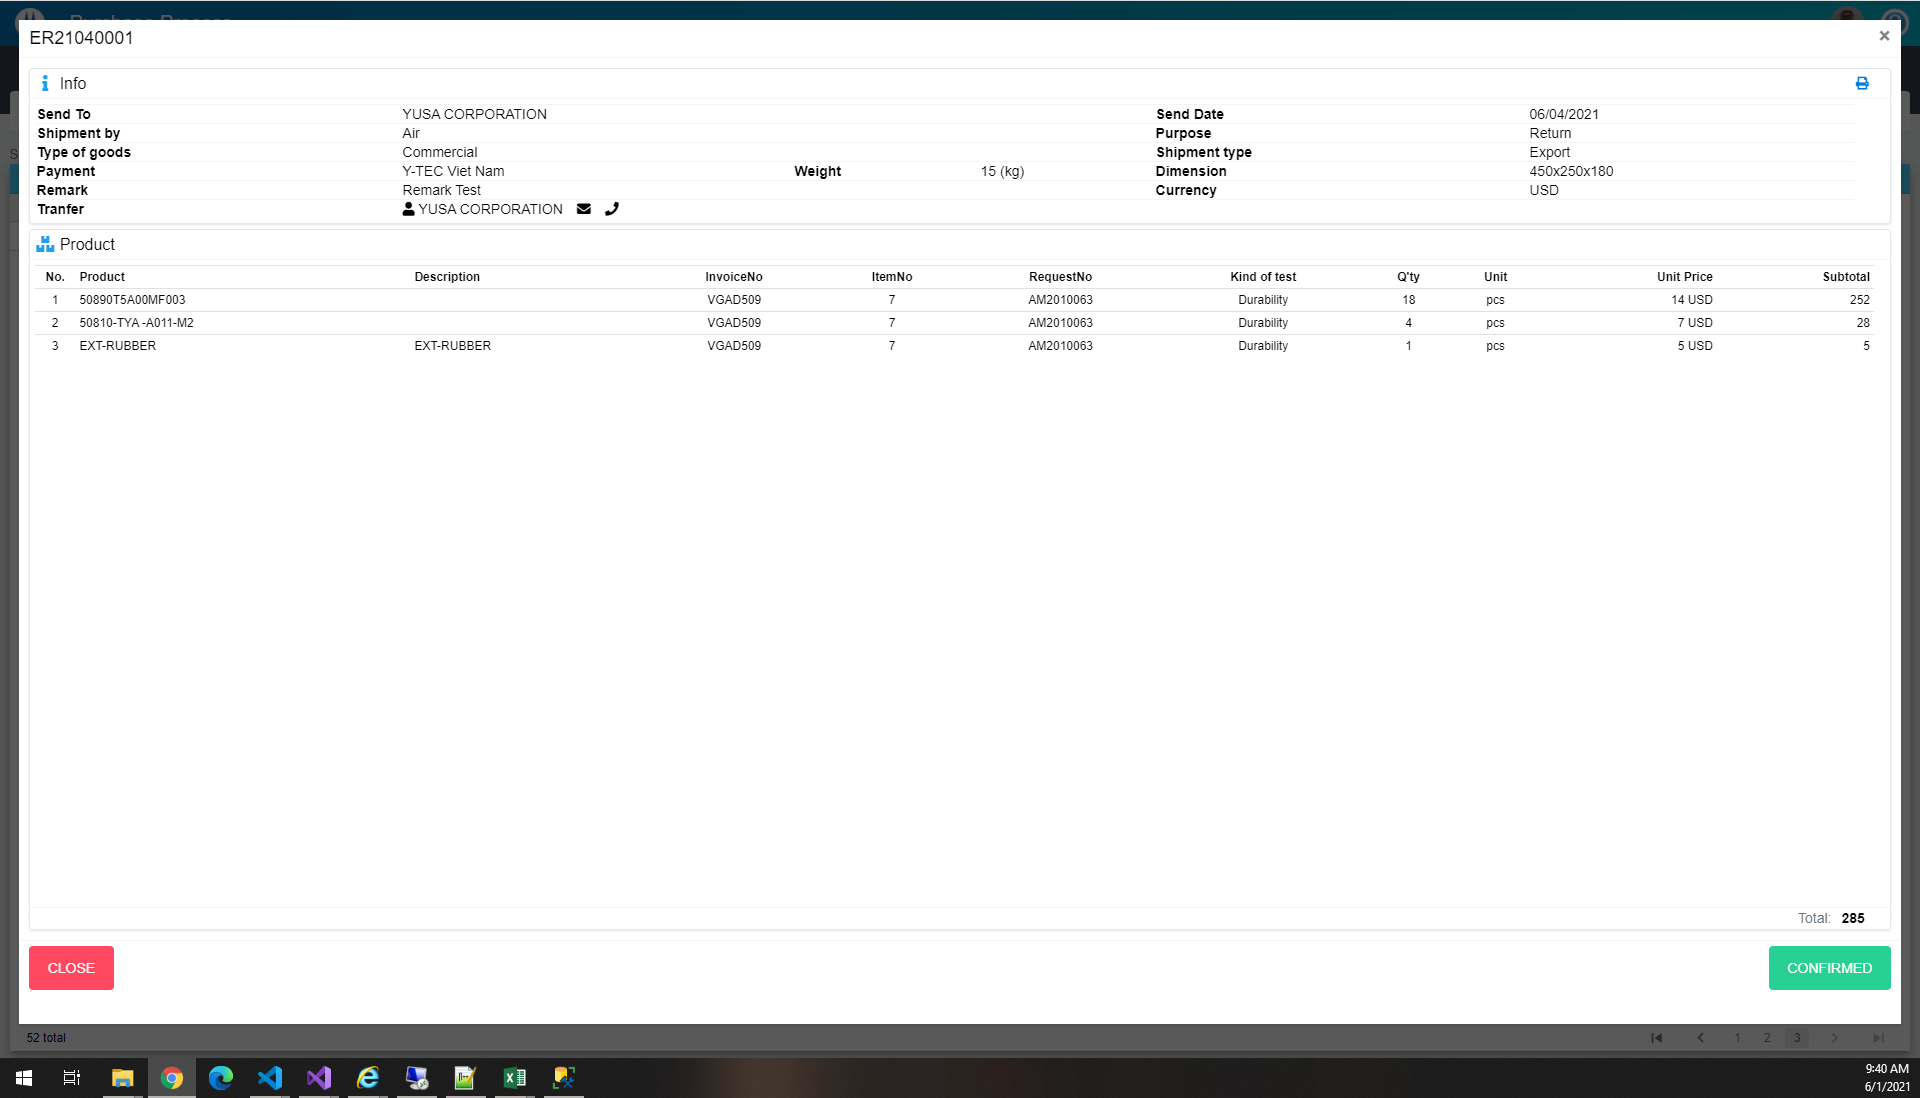 Purchase Process
ER21040001
×
Info
Send To YUSA CORPORATION Send Date 06/04/2021
Shipment by Air Purpose Return
Type of goods Commercial Shipment type Export
Payment Y-TEC Viet Nam Weight 15 (kg) Dimension 450x250x180
Remark Remark Test Currency USD
Tranfer YUSA CORPORATION
Product
No. Product Description InvoiceNo ItemNo RequestNo Kind of test Q'ty Unit Unit Price Subtotal
1 50890T5A00MF003 VGAD509 7 AM2010063 Durability 18 pcs 14 USD 252
2 50810-TYA -A011-M2 VGAD509 7 AM2010063 Durability 4 pcs 7 USD 28
3 EXT-RUBBER EXT-RUBBER VGAD509 7 AM2010063 Durability 1 pcs 5 USD 5
Total: 285
CLOSE CONFIRMED
52 total 1 2 3
9:40 AM
6/1/2021